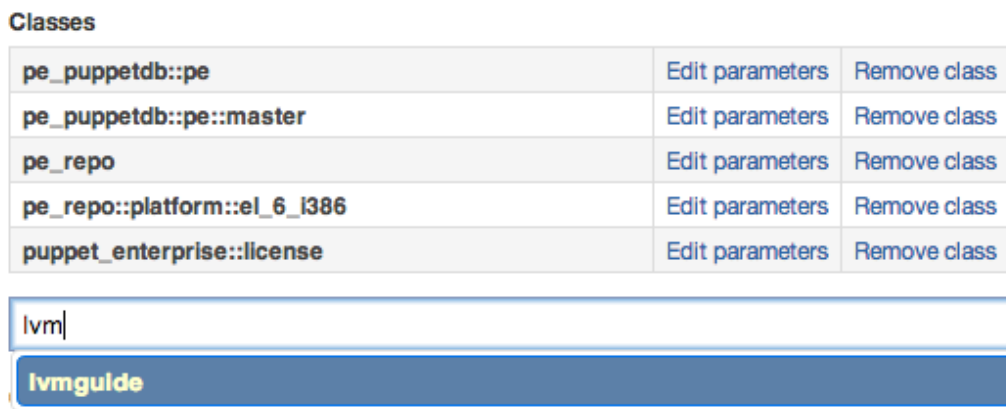 Classes
pe_puppetdb::pe Edit parameters Remove class
pe_puppetdb::pe::master Edit parameters Remove class
pe_repo Edit parameters Remove class
pe_repo::platform::el_6_i386 Edit parameters Remove class
puppet_enterprise::license Edit parameters Remove class
lvm
lvmguide